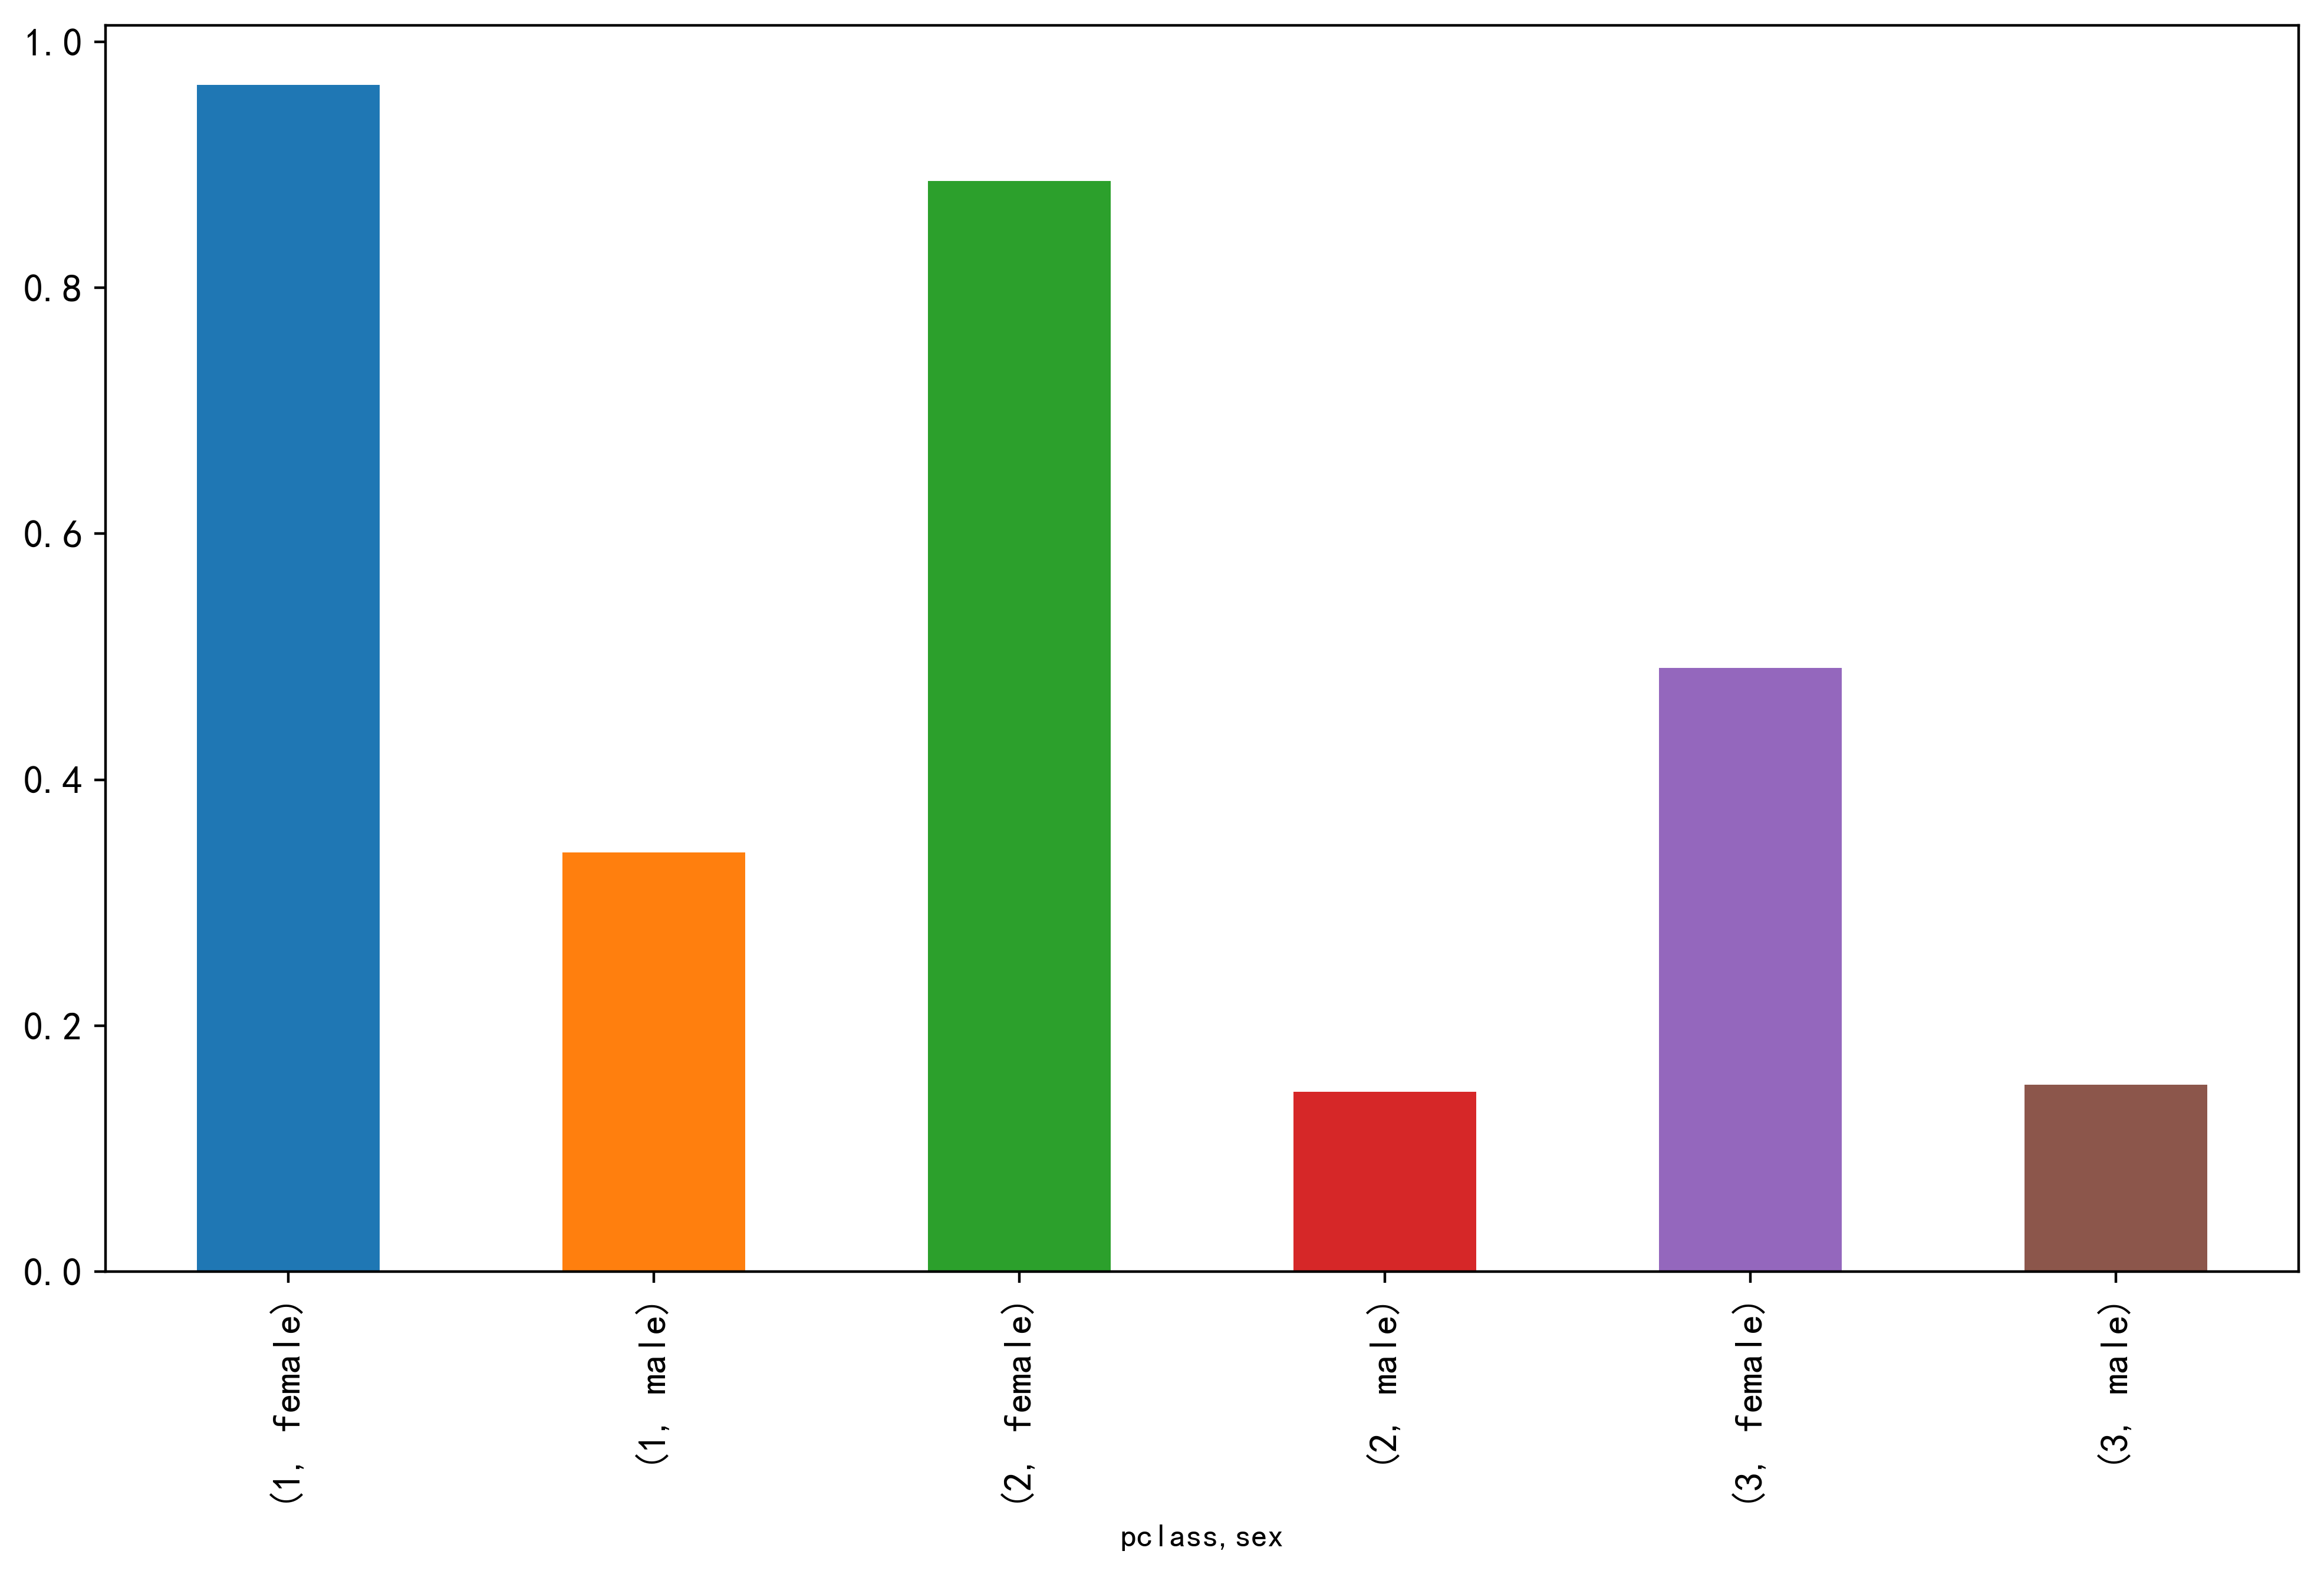 1.0
0.8
0.6
0.4
0.2
0.0
(1, female)
(1, male)
(2, female)
(2, male)
(3, female)
(3, male)
pclass,sex